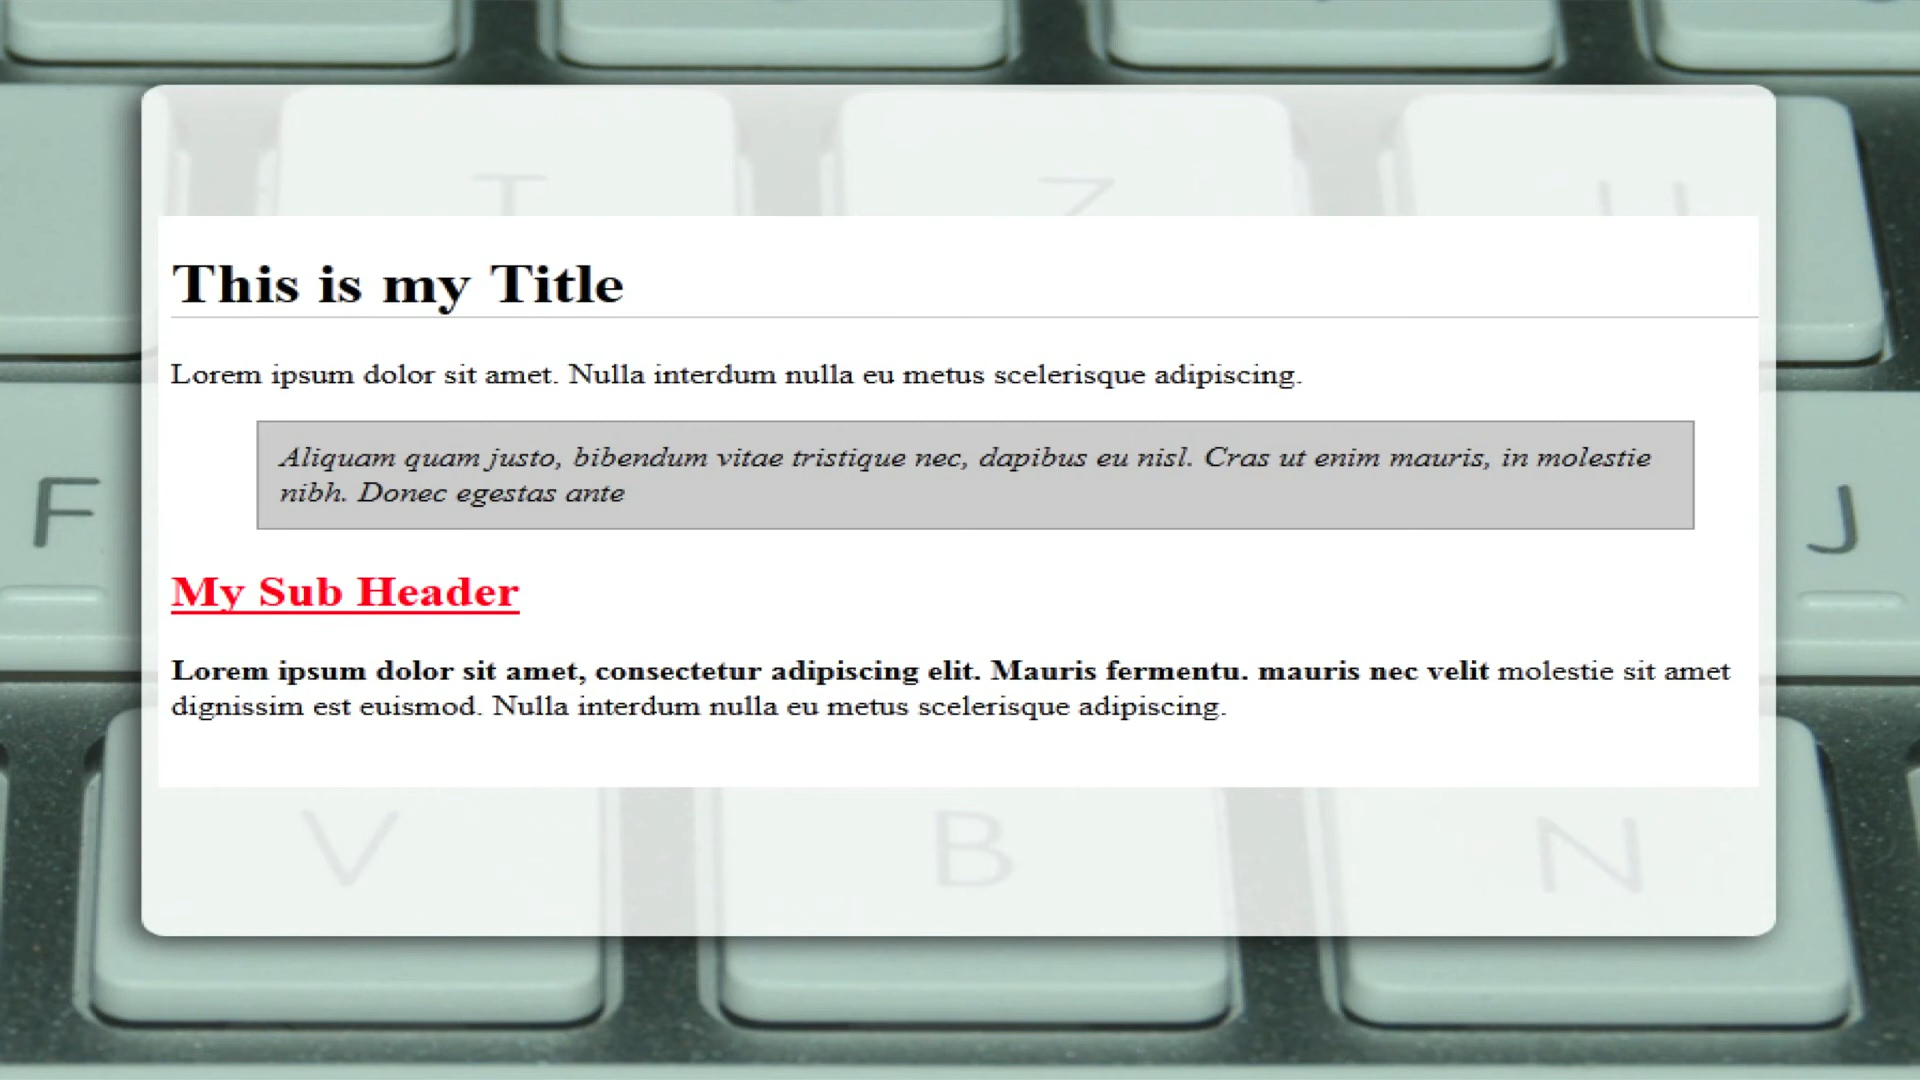 T Z U
This is my Title
Lorem ipsum dolor sit amet. Nulla interdum nulla eu metus scelerisque adipiscing.
Aliquam quam justo, bibendum vitae tristique nec, dapibus eu nisl. Cras ut enim mauris, in molestie
nibh. Donec egestas ante
F J
My Sub Header
Lorem ipsum dolor sit amet, consectetur adipiscing elit. Mauris fermentu. mauris nec velit molestie sit amet
dignissim est euismod. Nulla interdum nulla eu metus scelerisque adipiscing.
V B N